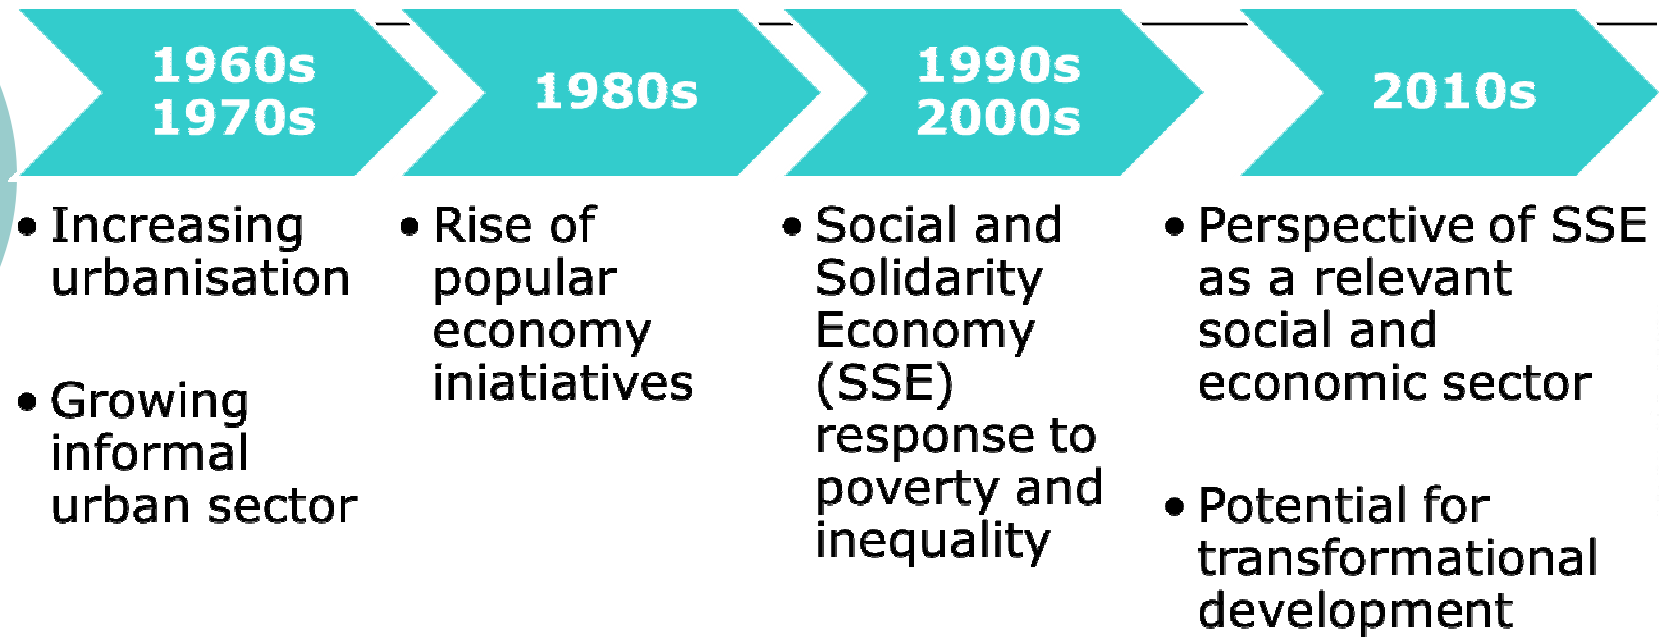 1960s
1970s
• Increasing
urbanisation
• Growing
informal
urban sector
1980s
• Rise of
popular
economy
iniatiatives
1990s
2000s
• Social and
Solidarity
Economy
(SSE)
response to
poverty and
inequality
2010s
• Perspective of SSE
as a relevant
social and
economic sector
• Potential for
transformational
development